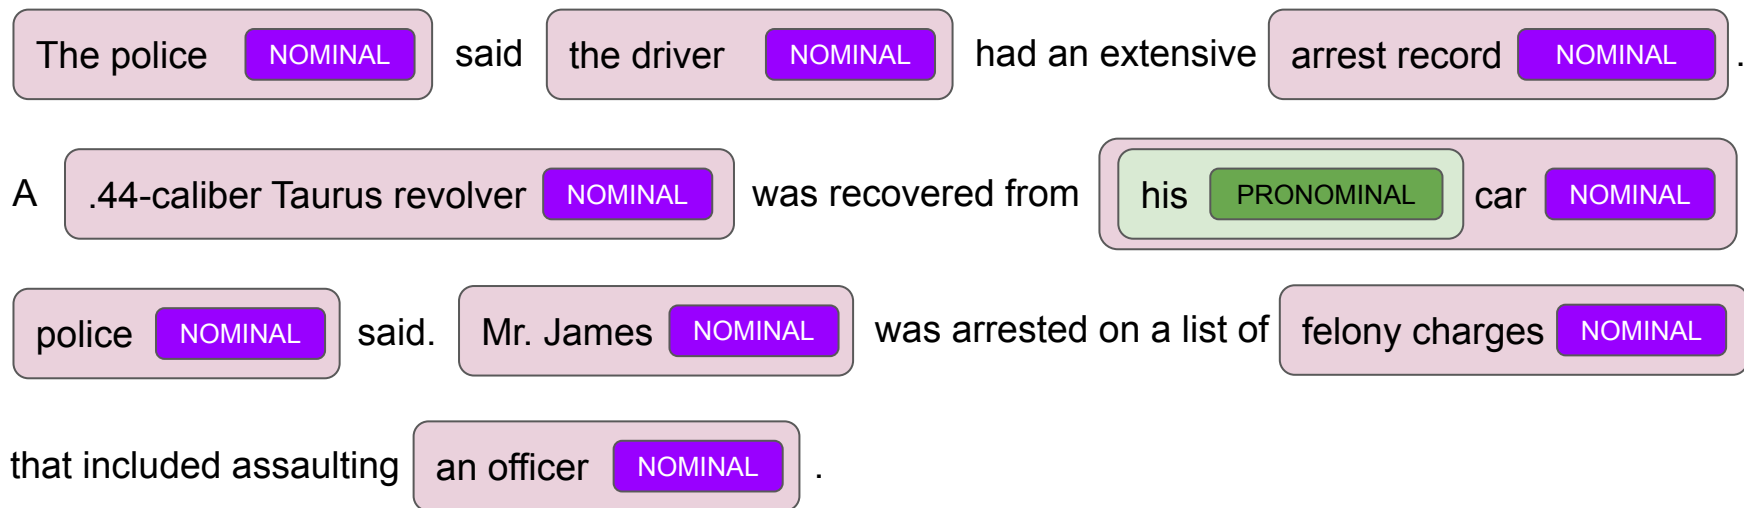 The police NOMINAL said the driver NOMINAL had an extensive arrest record NOMINAL .
A .44-caliber Taurus revolver NOMINAL was recovered from his PRONOMINAL car NOMINAL
police NOMINAL said. Mr. James NOMINAL was arrested on a list of felony charges NOMINAL
that included assaulting an officer NOMINAL .